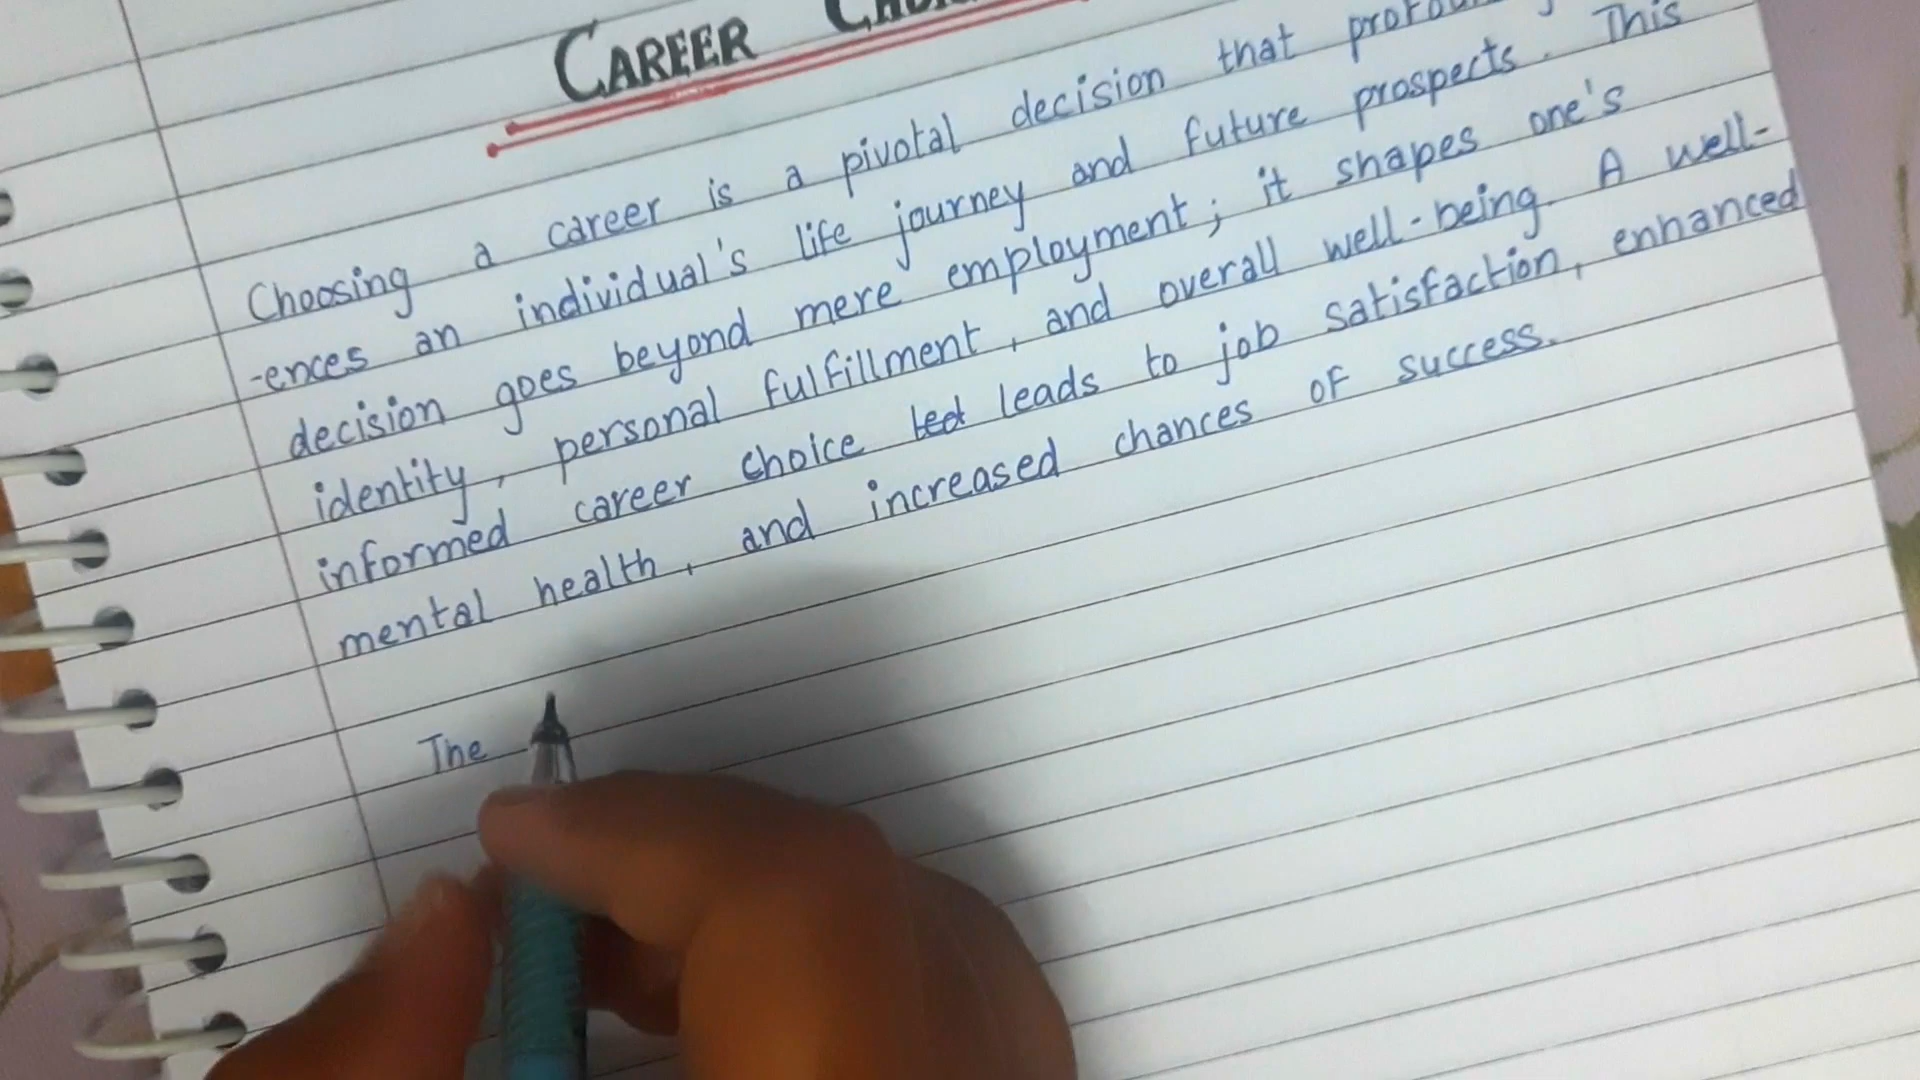 CAREER
Choosing a career is a pivotal decision that
-ences an individual's life journey and future prospects. This
decision goes beyond mere employment; it shapes one's
identity, personal fulfillment, and overall well-being. A well-
informed career choice led leads to job satisfaction, enhanced
mental health, and increased chances of success.
The